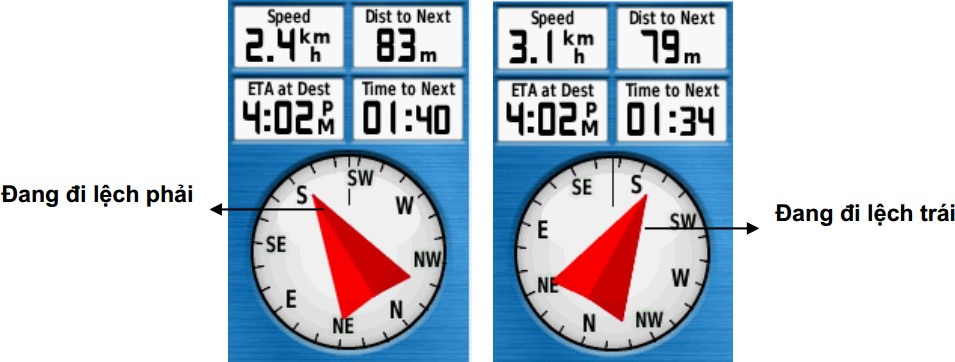 Speed
2.4 km h
Dist to Next
83 m
ETA at Dest
4:02 PM
Time to Next
01:40
Đang đi lệch phải
S
SW
W
SE
NW
E
N
NE
Speed
3.1 km h
Dist to Next
79 m
ETA at Dest
4:02 PM
Time to Next
01:34
SE
S
E
SW
NE
W
N
NW
Đang đi lệch trái